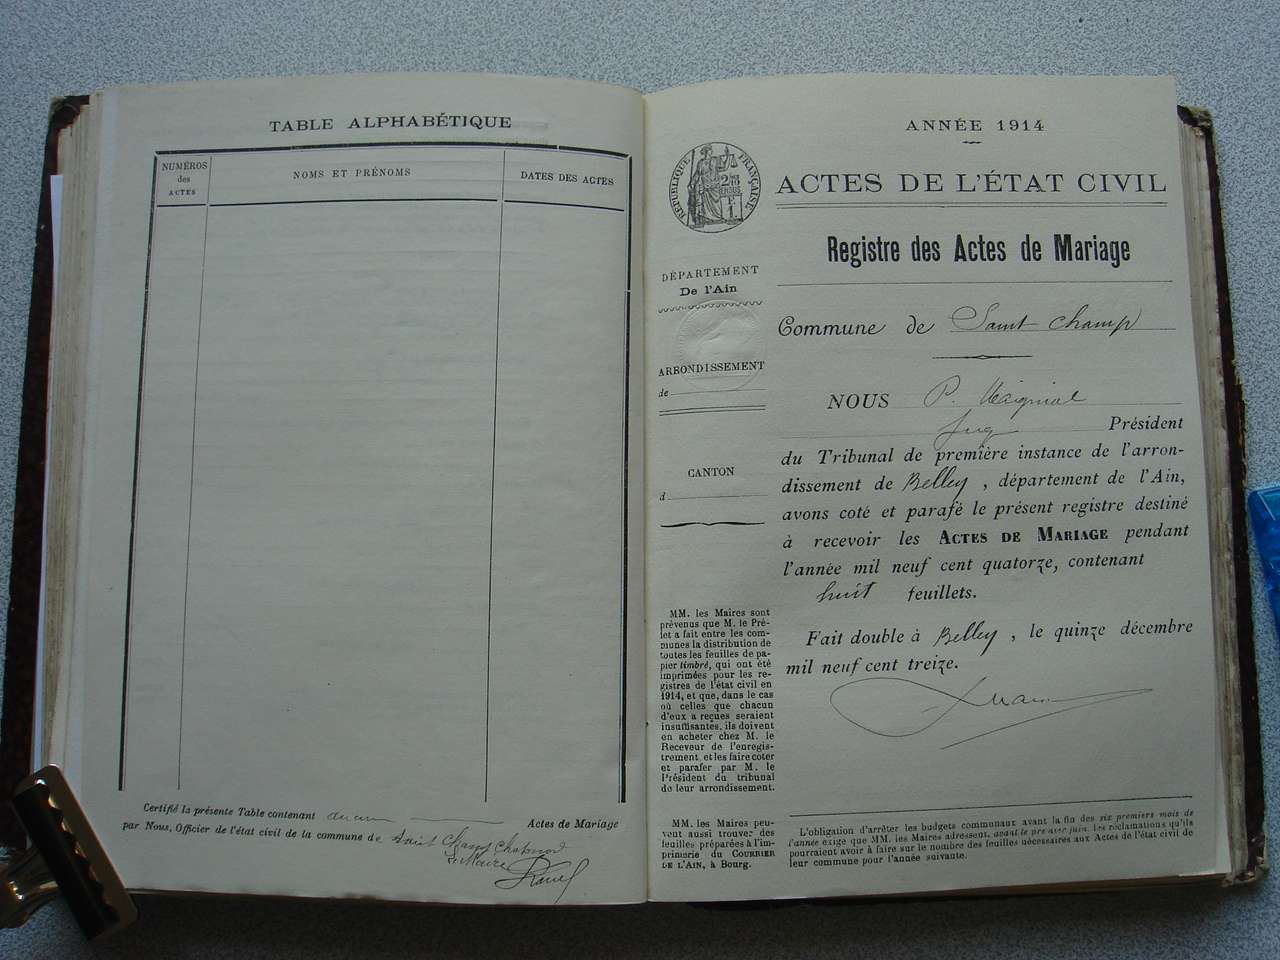 TABLE ALPHABÉTIQUE
NUMÉROS
des
ACTES
NOMS ET PRÉNOMS
DATES DES ACTES
Certifié la présente Table contenant aucun Actes de Mariage
par Nous, Officier de l'état civil de la commune de Saint Champ Chatonod
Le Maire
RÉPUBLIQUE FRANÇAISE
ANNÉE 1914
ACTES DE L'ÉTAT CIVIL
Registre des Actes de Mariage
DÉPARTEMENT
De l'Ain
ARRONDISSEMENT
de
CANTON
d
MM. les Maires sont
prévenus que M. le Pré-
fet a fait entre les com-
munes la distribution de
toutes les feuilles de pa-
pier timbré, qui ont été
imprimées pour les re-
gistres de l'état civil en
1914, et que, dans le cas
où celles que chacun
d'eux a reçues seraient
insuffisantes, ils doivent
en acheter chez M. le
Receveur de l'enregis-
trement, et les faire coter
et parafer par M. le
Président du tribunal
de leur arrondissement.
MM. les Maires peu-
vent aussi trouver des
feuilles préparées à l'im-
primerie du COURRIER
DE L'AIN, à Bourg.
Commune de Saint Champ
NOUS P.
Président
du Tribunal de première instance de l'arron-
dissement de Belley, département de l'Ain,
avons coté et parafé le présent registre destiné
à recevoir les ACTES DE MARIAGE pendant
l'année mil neuf cent quatorze, contenant
huit feuillets.
Fait double à Belley, le quinze décembre
mil neuf cent treize.
L'obligation d'arrêter les budgets communaux avant la fin des six premiers mois de
l'année exige que MM. les Maires adressent, avant le premier juin, les réclamations qu'ils
pourraient avoir à faire sur le nombre des feuilles nécessaires aux Actes de l'état civil de
leur commune pour l'année suivante.